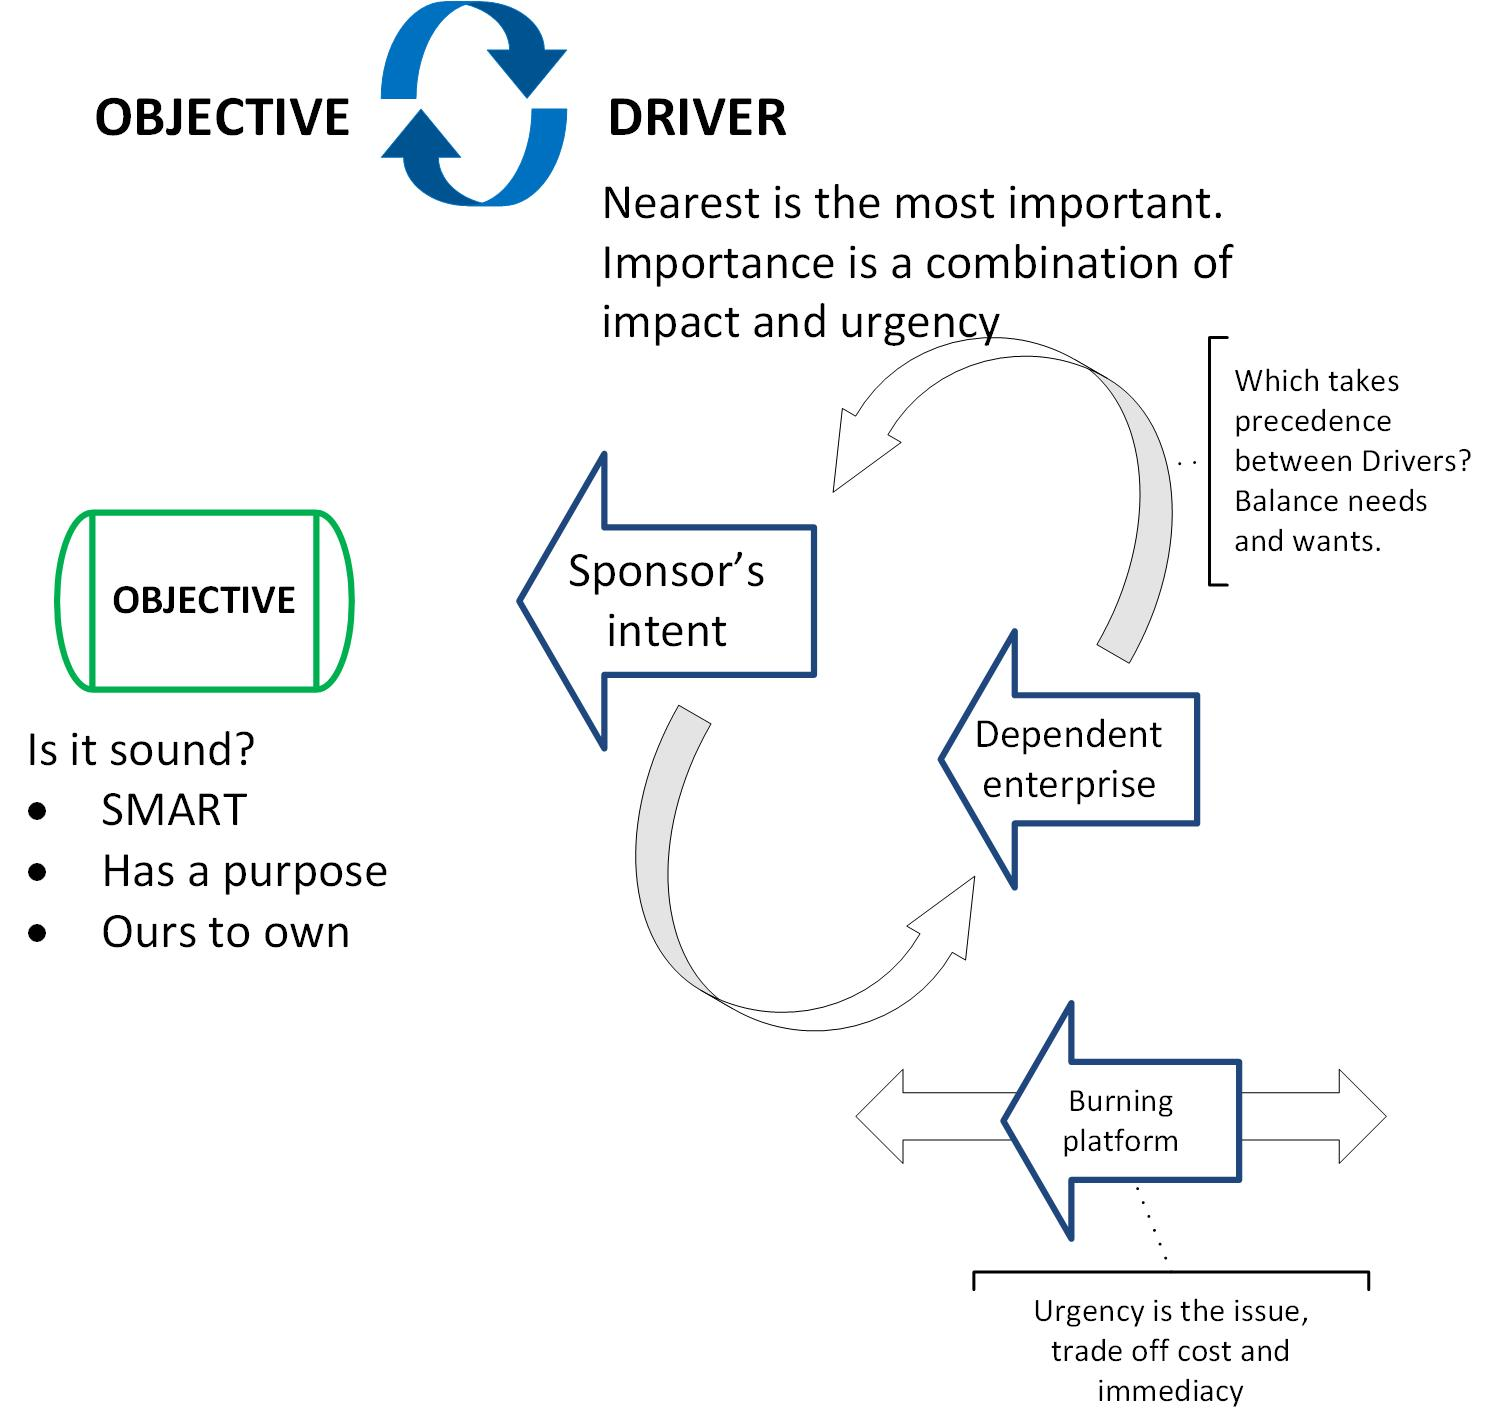 OBJECTIVE
DRIVER
Nearest is the most important.
Importance is a combination of
impact and urgency
Which takes
precedence
between Drivers?
Balance needs
and wants.
Sponsor’s
intent
OBJECTIVE
Dependent
enterprise
Is it sound?
• SMART
• Has a purpose
• Ours to own
Burning
platform
Urgency is the issue,
trade off cost and
immediacy